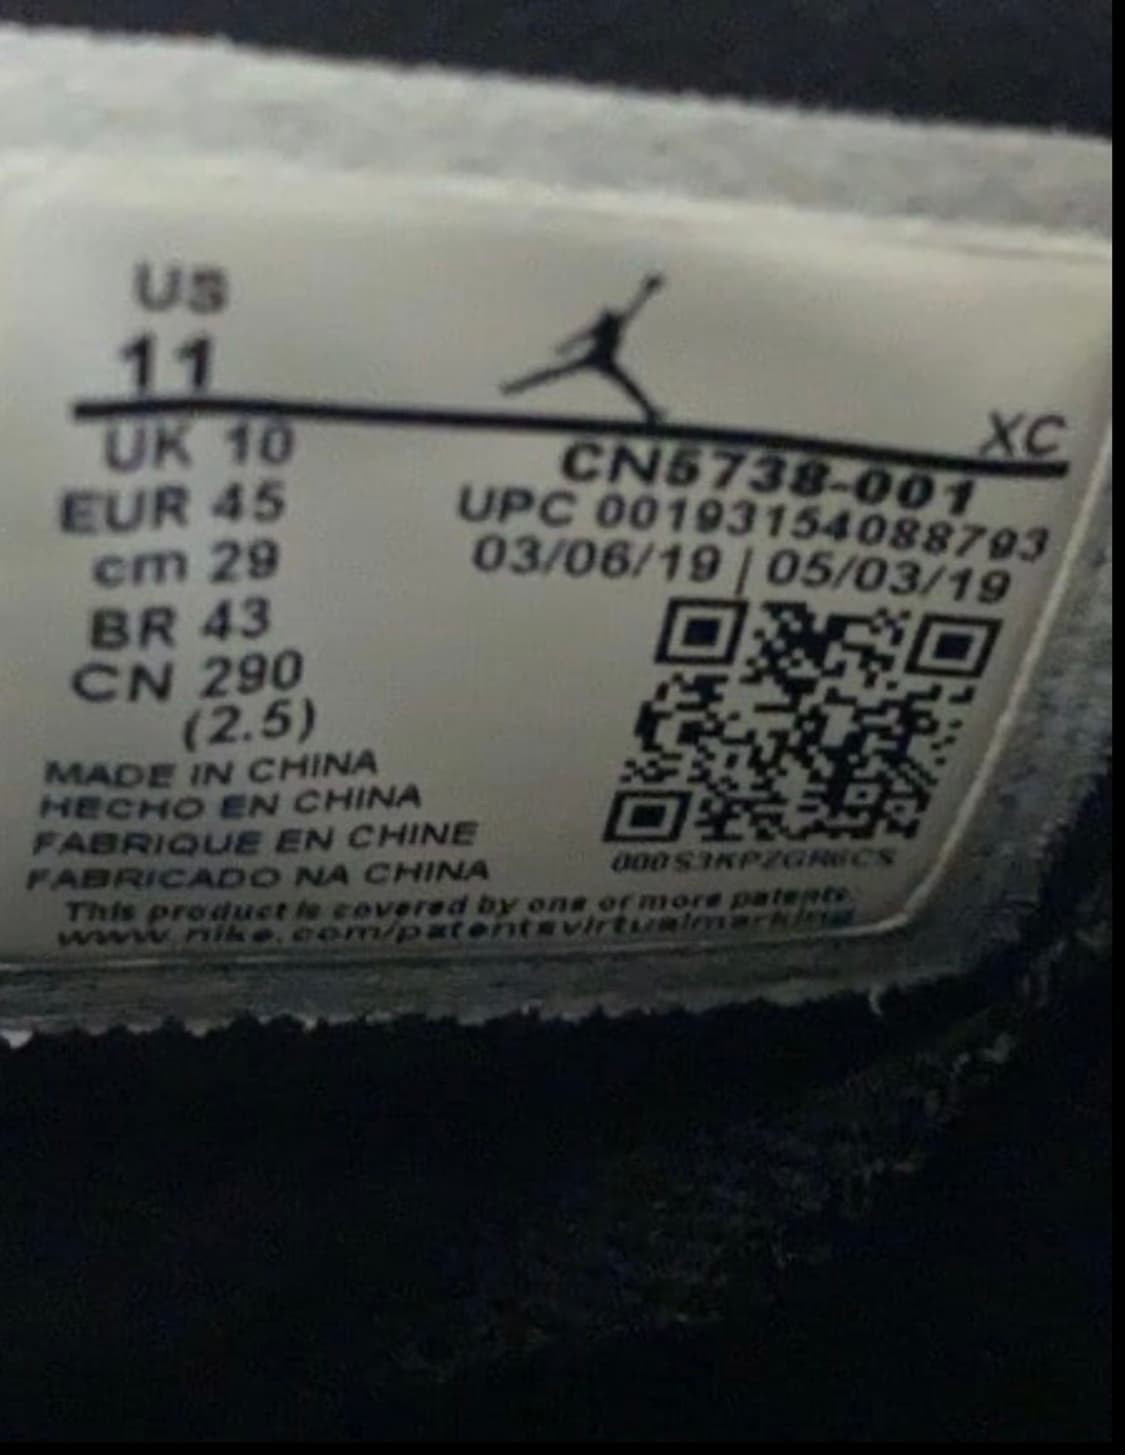 US
11
XC
UK 10
EUR 45
cm 29
BR 43
CN 290
(2.5)
CN5738-001
UPC 00193154088793
03/06/19 | 05/03/19
MADE IN CHINA
HECHO EN CHINA
FABRIQUE EN CHINE
FABRICADO NA CHINA
This product is covered by one or more patents.
www.nike.com/patentsvirtualmarking